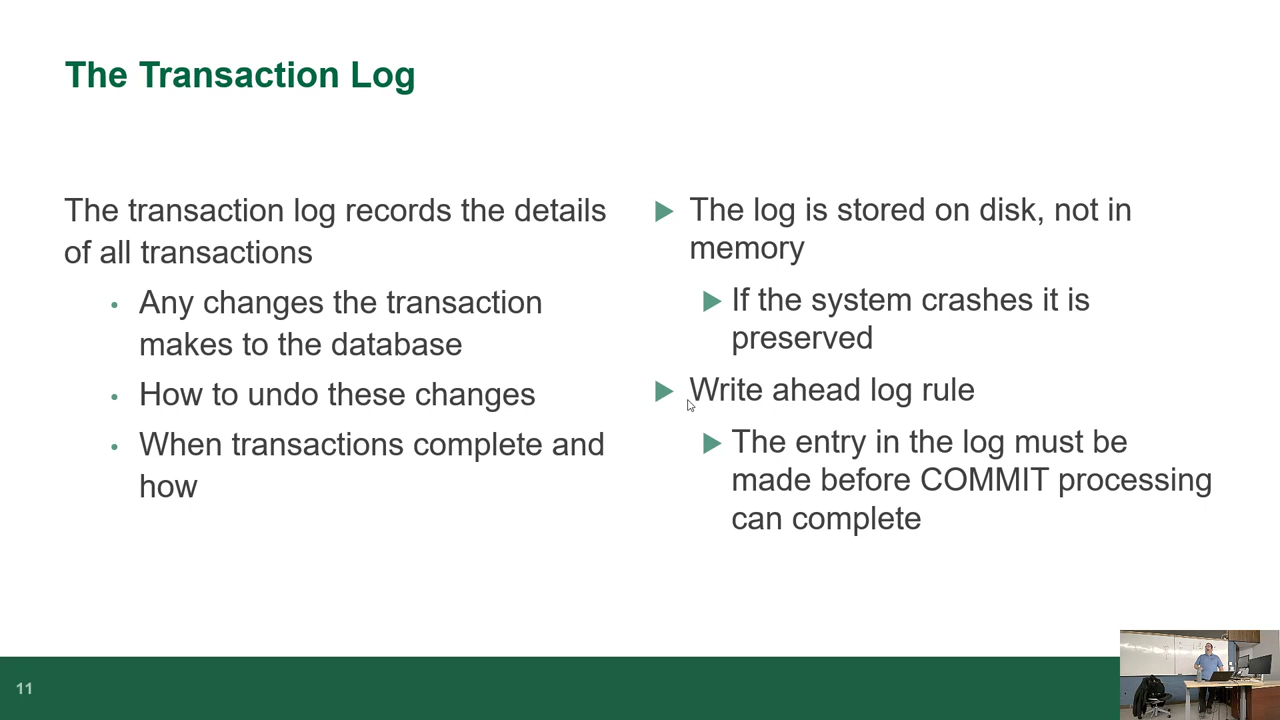 The Transaction Log
The transaction log records the details
of all transactions
Any changes the transaction
makes to the database
How to undo these changes
When transactions complete and
how
The log is stored on disk, not in
memory
If the system crashes it is
preserved
Write ahead log rule
The entry in the log must be
made before COMMIT processing
can complete
11